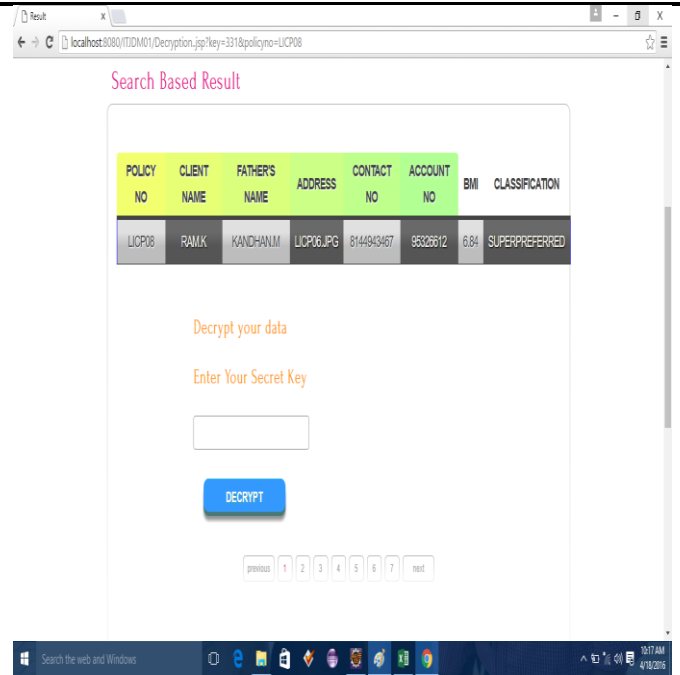 Result x
localhost:8080/ITJDM01/Decryption.jsp?key=331&policyno=LICP08
Search Based Result
POLICY NO CLIENT NAME FATHER'S NAME ADDRESS CONTACT NO ACCOUNT NO BMI CLASSIFICATION
LICP08 RAM.K KANDHAN.M LICP06.JPG 8144943467 95326612 6.84 SUPERPREFERRED
Decrypt your data
Enter Your Secret Key
DECRYPT
previous 1 2 3 4 5 6 7 next
Search the web and Windows
10:17 AM
4/18/2016